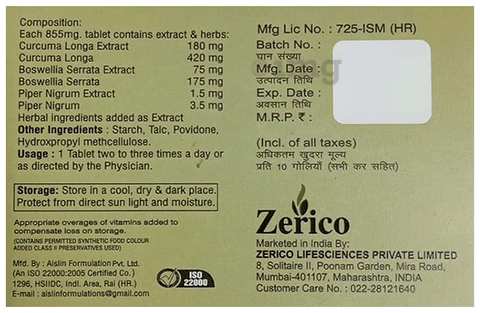 Composition:
Each 855mg. tablet contains extract & herbs:
Curcuma Longa Extract 180 mg
Curcuma Longa 420 mg
Boswellia Serrata Extract 75 mg
Boswellia Serrata 175 mg
Piper Nigrum Extract 1.5 mg
Piper Nigrum 3.5 mg
Herbal ingredients added as Extract
Other Ingredients : Starch, Talc, Povidone,
Hydroxpropyl methcellulose.
Usage : 1 Tablet two to three times a day or
as directed by the Physician.
Storage: Store in a cool, dry & dark place.
Protect from direct sun light and moisture.
Appropriate overages of vitamins added to
compensate loss on storage.
(CONTAINS PERMITTED SYNTHETIC FOOD COLOUR
ADDED CLASS II PRESERVATIVES USED)
Mfd. By : Aislin Formulation Pvt. Ltd.
(An ISO 22000:2005 Certified Co.)
1296, HSIIDC, Indl. Area, Rai (HR.)
E-mail : aislinformulations@gmail.com
ISO
22000
Mfg Lic No. : 725-ISM (HR)
Batch No. :
घान संख्या
Mfg. Date :
उत्पादन तिथि
Exp. Date :
अवसान तिथि
M.R.P. ₹ :
(Incl. of all taxes)
अधिकतम खुदरा मूल्य
प्रति 10 गोलियाँ (सभी कर सहित)
Zerico
Marketed in India By:
ZERICO LIFESCIENCES PRIVATE LIMITED
8, Solitaire II, Poonam Garden, Mira Road,
Mumbai-401107, Maharashtra, INDIA
Customer Care No. : 022-28121640